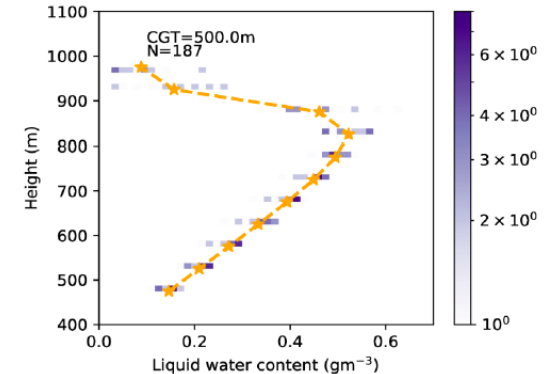 1100
1000
900
800
700
600
500
400
Height (m)
CGT=500.0m
N=187
0.0 0.2 0.4 0.6
Liquid water content (gm⁻³)
6 × 10⁰
4 × 10⁰
3 × 10⁰
2 × 10⁰
10⁰